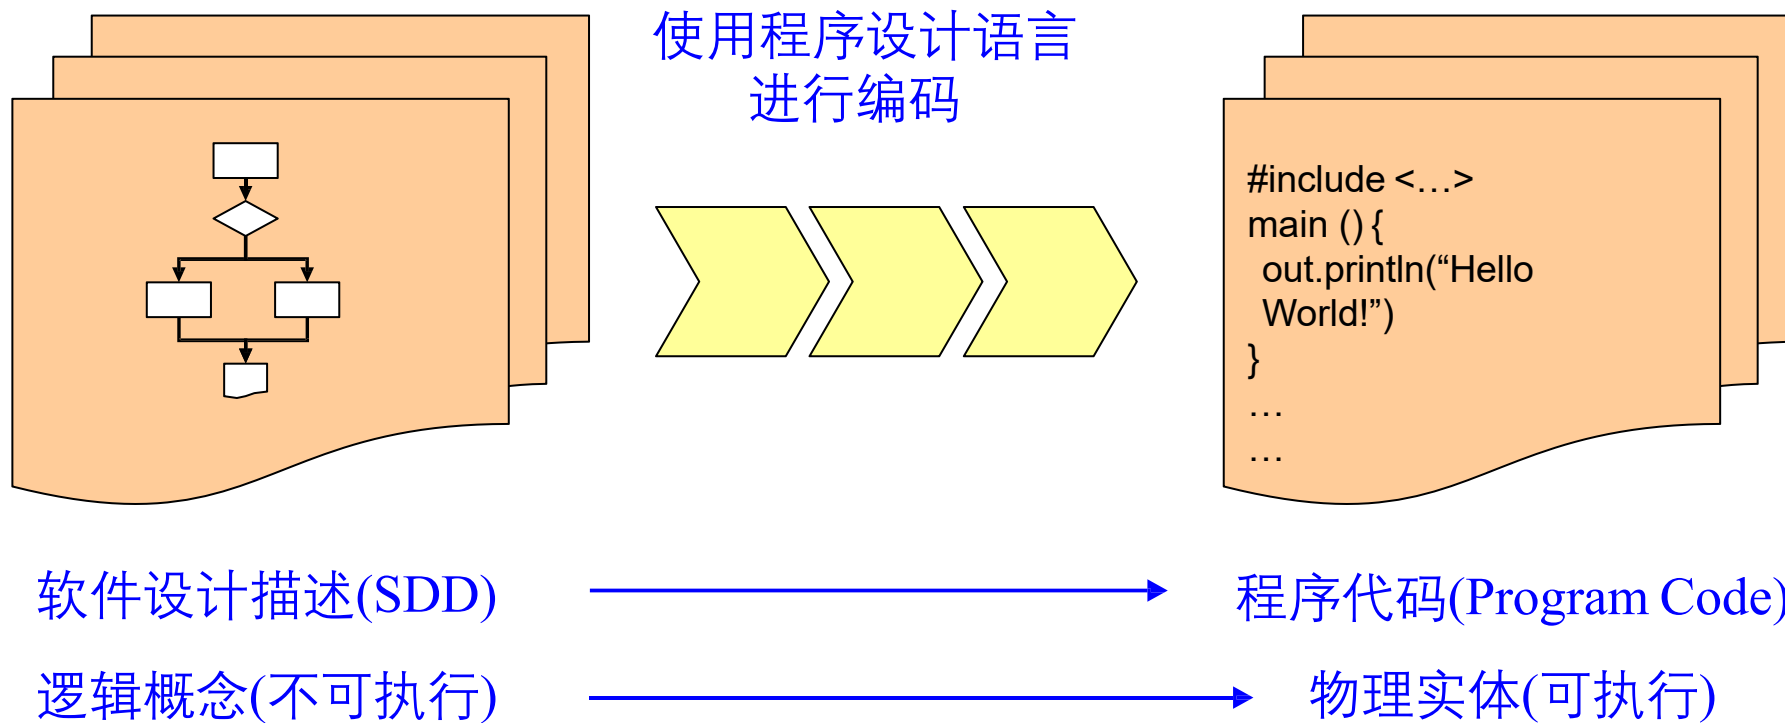 使用程序设计语言
进行编码
#include <…>
main () {
out.println(“Hello
World!”)
}
…
…
软件设计描述(SDD)
程序代码(Program Code)
逻辑概念(不可执行)
物理实体(可执行)